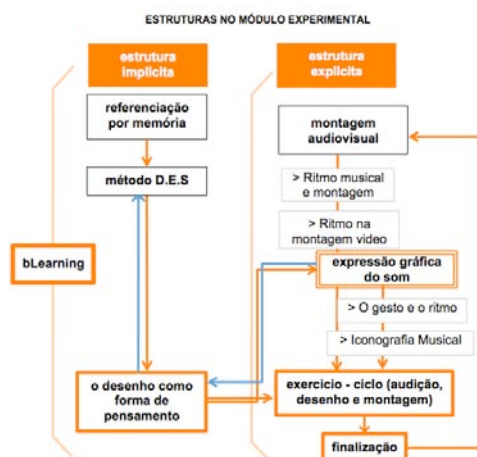 ESTRUTURAS NO MÓDULO EXPERIMENTAL
estrutura
implícita
estrutura
explícita
referenciação
por memória
montagem
audiovisual
método D.E.S
> Ritmo musical
e montagem
> Ritmo na
montagem video
bLearning
expressão gráfica
do som
> O gesto e o ritmo
> Iconografia Musical
o desenho como
forma de
pensamento
exercicio - ciclo (audição,
desenho e montagem)
finalização